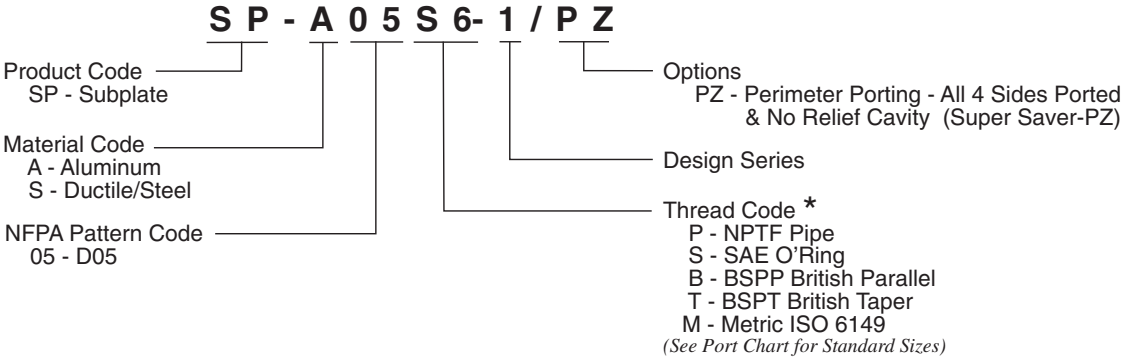 SP-A05S6-1/PZ
Product Code
SP - Subplate
Material Code
A - Aluminum
S - Ductile/Steel
NFPA Pattern Code
05 - D05
Options
PZ - Perimeter Porting - All 4 Sides Ported
& No Relief Cavity (Super Saver-PZ)
Design Series
Thread Code *
P - NPTF Pipe
S - SAE O'Ring
B - BSPP British Parallel
T - BSPT British Taper
M - Metric ISO 6149
(See Port Chart for Standard Sizes)